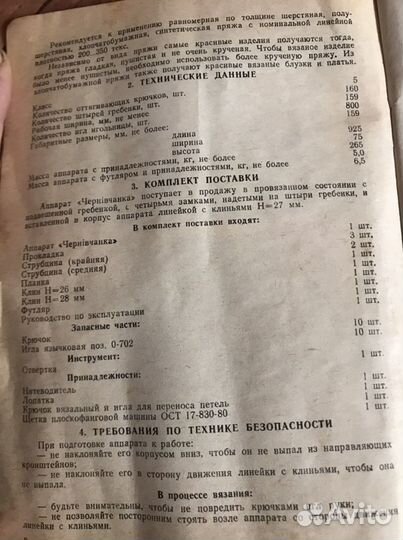 Рекомендуется к применению равномерная по толщине шерстяная, полу-
шерстяная, хлопчатобумажная, синтетическая пряжа с номинальной линейной
плотностью 200...350 текс.
Независимо от вида пряжи самые красивые изделия получаются тогда,
когда пряжа гладкая, пушистая и не крученая. Чтобы вязаное изделие
было менее пушистым, необходимо использовать более крученую пряжу. Из
хлопчатобумажной пряжи также получают красивые вязаные блузки и платья.
2. ТЕХНИЧЕСКИЕ ДАННЫЕ
Класс 5
Количество оттягивающих крючков, шт. 160
Количество штырей гребенки, шт. 159
Рабочая ширина, мм, не менее 800
Количество игл игольницы, шт. 159
Габаритные размеры, мм, не более:
длина 925
ширина 75
высота 265
Масса аппарата с принадлежностями, кг, не более 5,0
Масса аппарата с футляром и принадлежностями, кг, не более 6,5
3. КОМПЛЕКТ ПОСТАВКИ
Аппарат «Чернівчанка» поступает в продажу в провязанном состоянии с
подвешенной гребенкой, с четырьмя замками, надетыми на штыри гребенки, и
вставленной в корпус аппарата линейкой с клиньями Н=27 мм.
В комплект поставки входят:
Аппарат «Чернівчанка» 1 шт.
Прокладка 3 шт.
Струбцина (крайняя) 2 шт.
Струбцина (средняя) 1 шт.
Планка 1 шт.
Клин Н=26 мм 1 шт.
Клин Н=28 мм 1 шт.
Футляр 1 шт.
Руководство по эксплуатации 1 шт.
Запасные части:
Крючок 10 шт.
Игла язычковая поз. 0-702 10 шт.
Инструмент:
Отвертка 1 шт.
Принадлежности:
Нитеводитель 1 шт.
Лопатка 1 шт.
Крючок вязальный и игла для переноса петель 1 шт.
Щетка плоскофанговой машины ОСТ 17-830-80 1 шт.
4. ТРЕБОВАНИЯ ПО ТЕХНИКЕ БЕЗОПАСНОСТИ
При подготовке аппарата к работе:
— не наклоняйте его корпусом вниз, чтобы он не выпал из направляющих
кронштейнов;
— не наклоняйте его в сторону движения линейки с клиньями, чтобы она
не выпала.
В процессе вязания:
— будьте внимательны, чтобы не повредить крючками глаз, руки;
— не позволяйте посторонним стоять возле аппарата со стороны движения
линейки с клиньями.
Avito